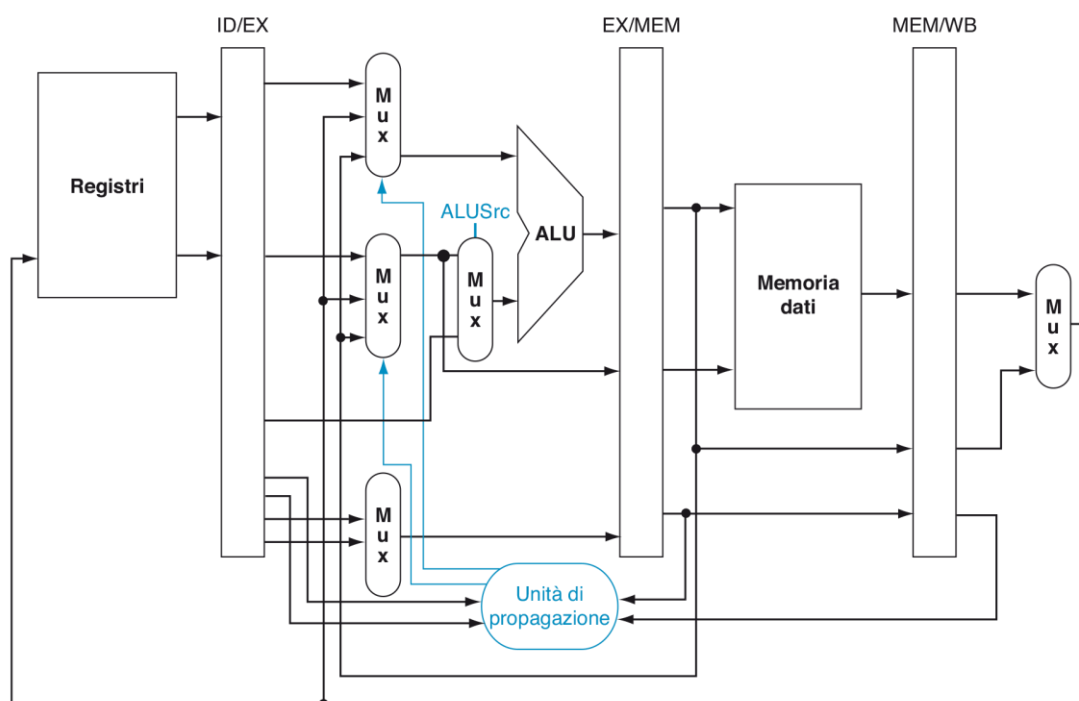 ID/EX
EX/MEM
MEM/WB
Registri
M
u
x
ALUSrc
M
u
x
M
u
x
ALU
Memoria
dati
M
u
x
M
u
x
Unità di
propagazione